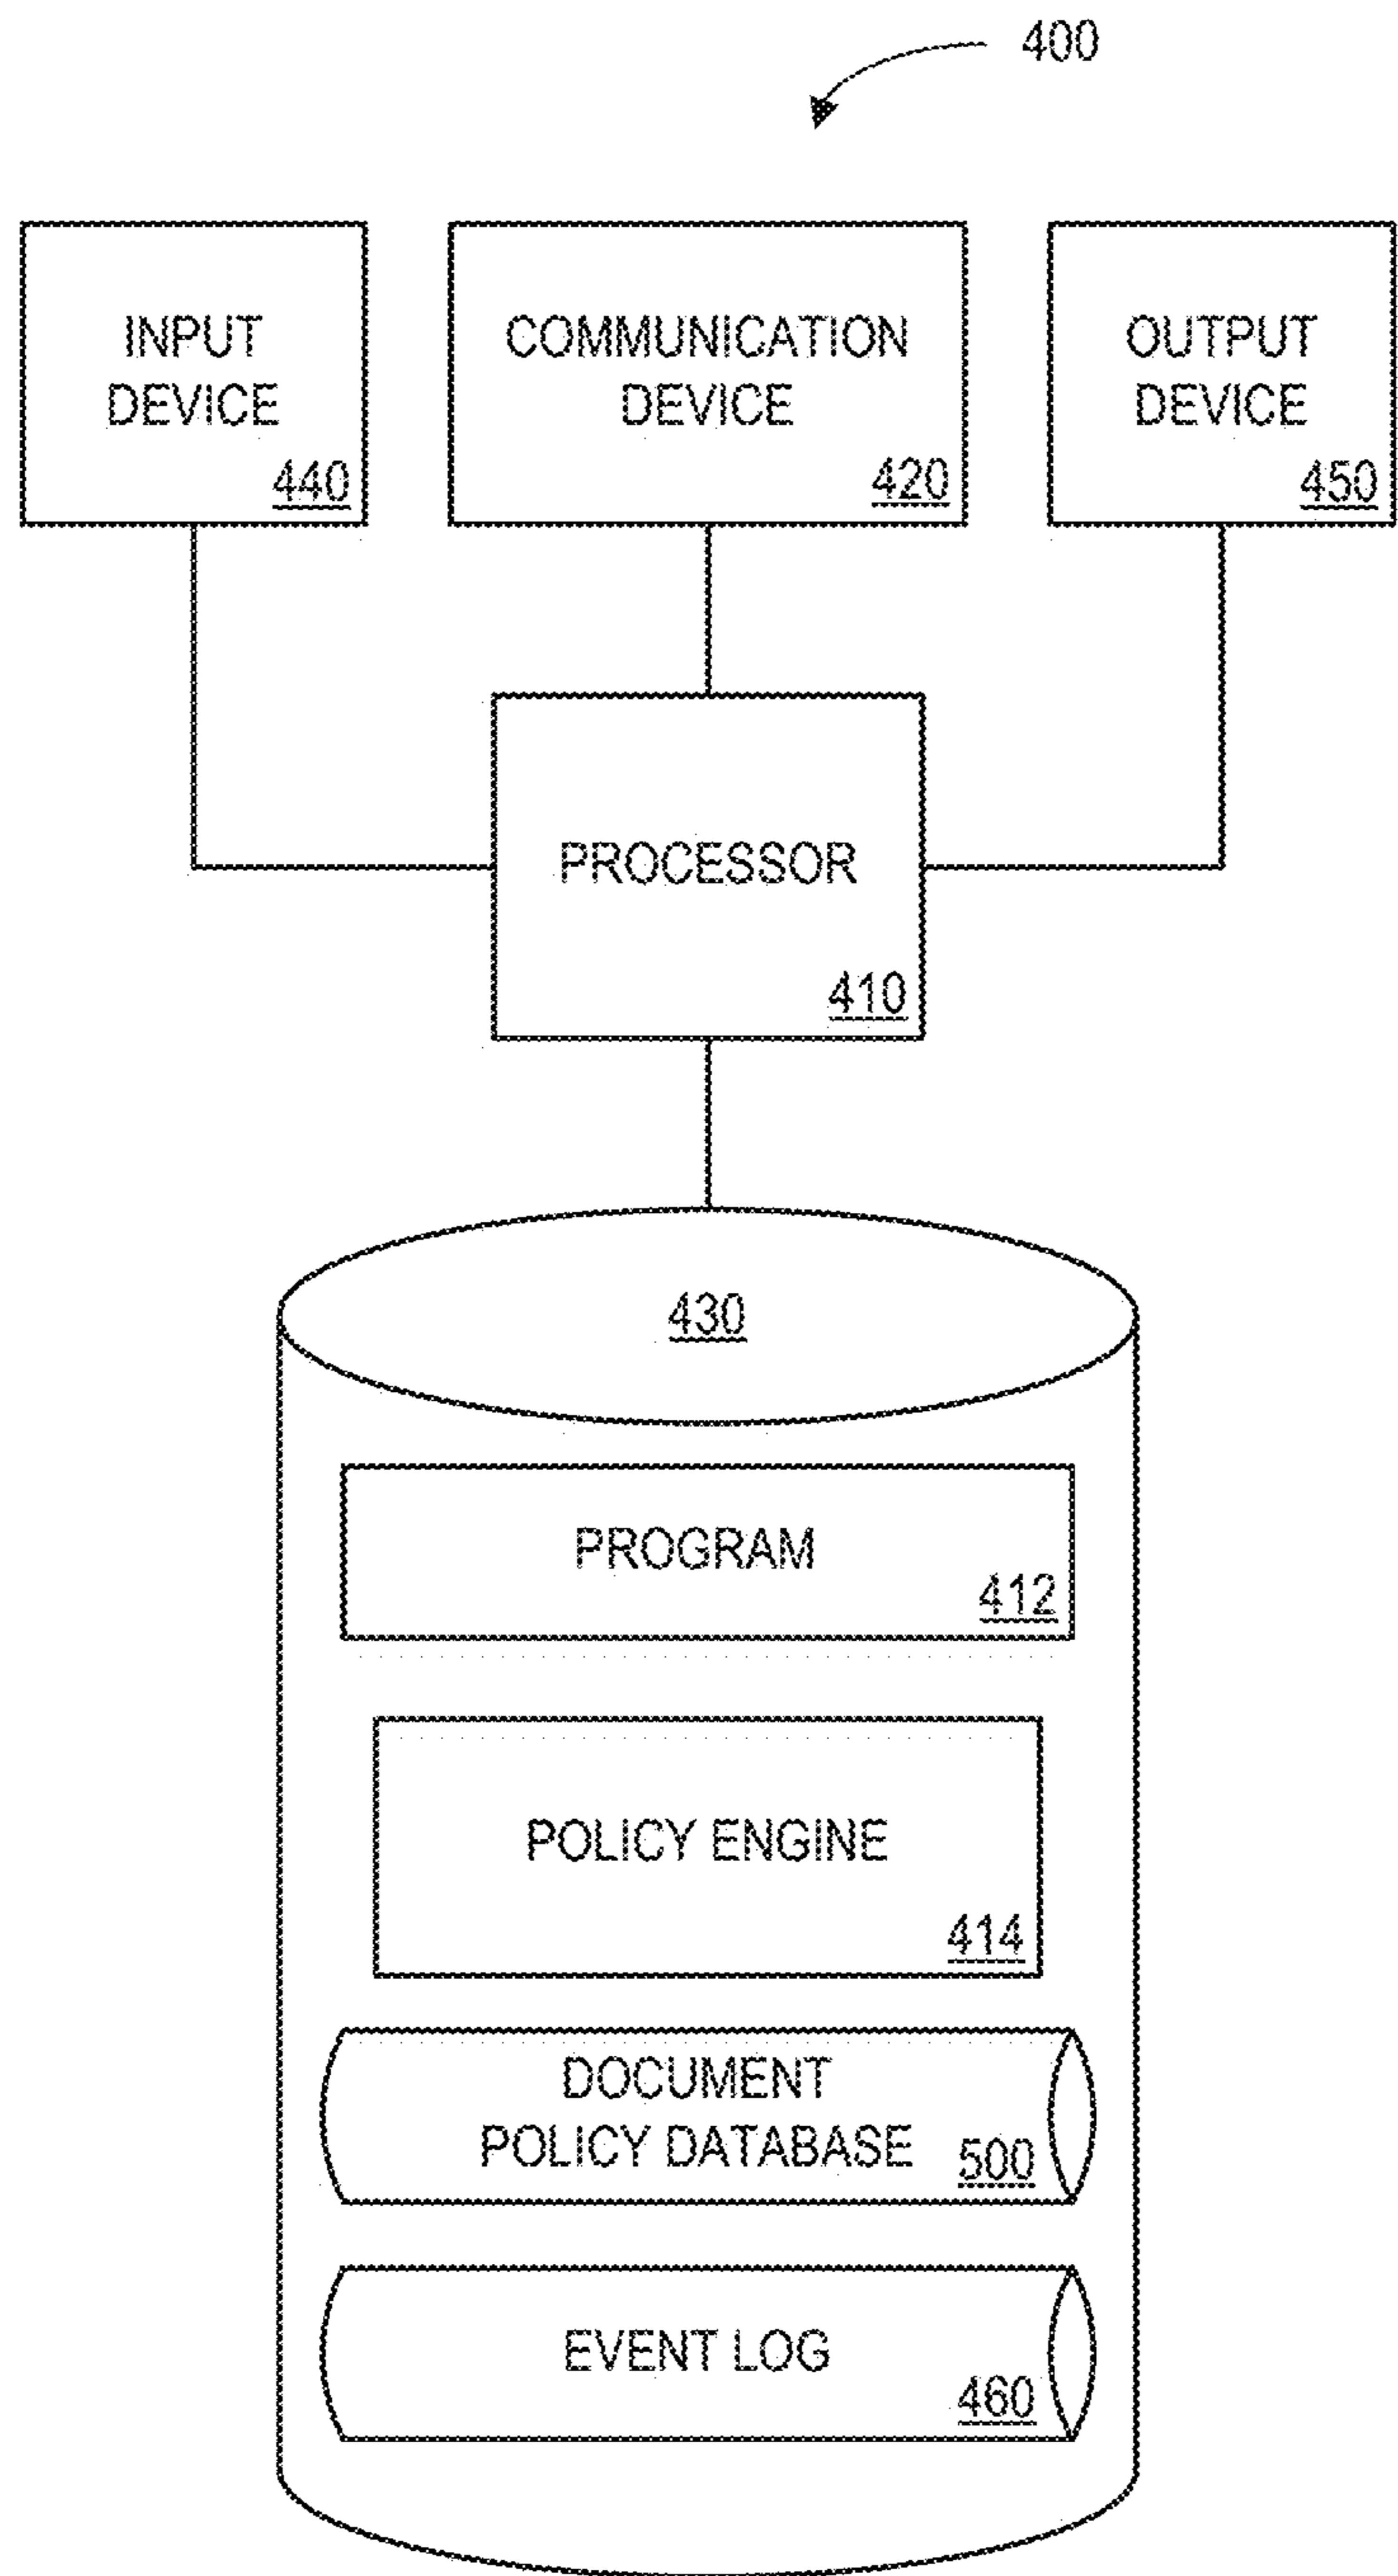 400
INPUT
DEVICE
440
COMMUNICATION
DEVICE
420
OUTPUT
DEVICE
450
PROCESSOR
410
430
PROGRAM
412
POLICY ENGINE
414
DOCUMENT
POLICY DATABASE
500
EVENT LOG
460